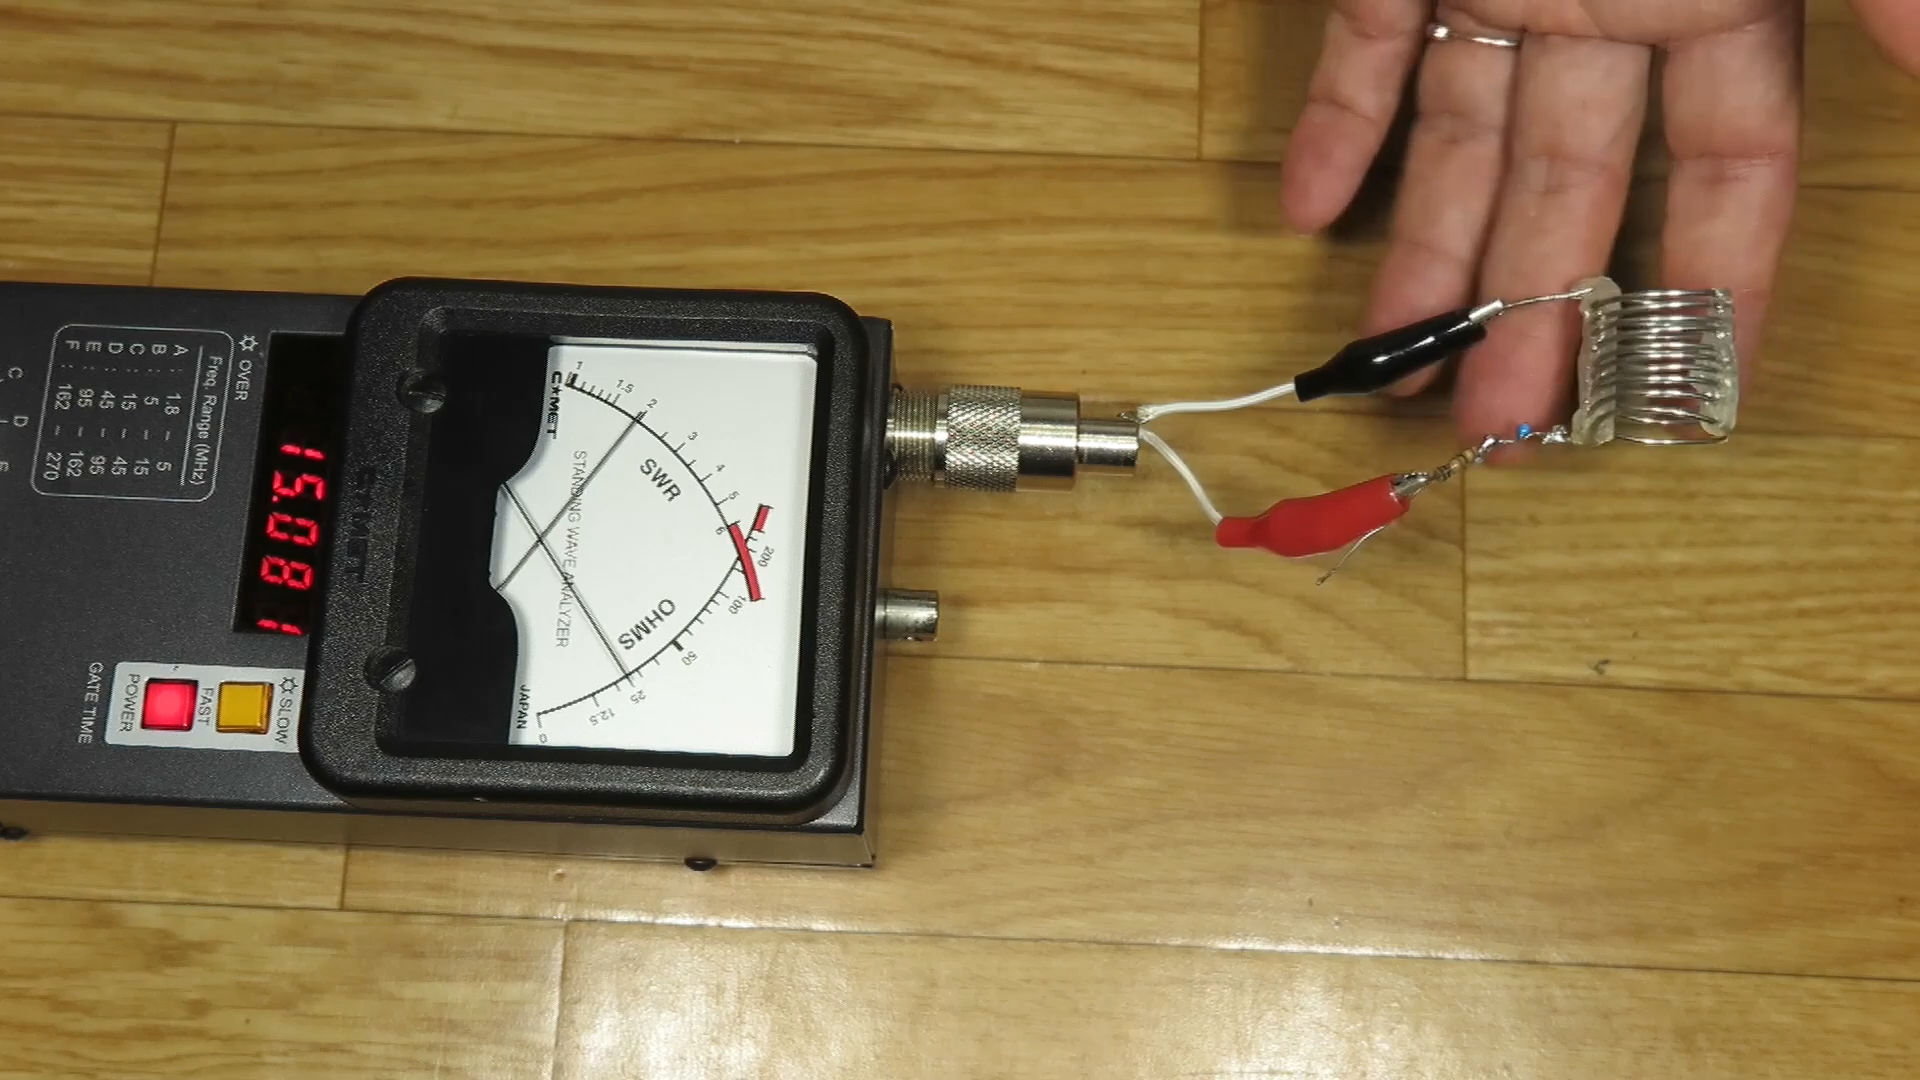 OVER
Freq. Range (MHz)
A : 1.8 – 5
B : 5 – 15
C : 15 – 45
D : 45 – 95
E : 95 – 162
F : 162 – 270
C
D
E
15.081
GATE TIME
POWER
FAST
SLOW
COMET
1
1.5
2
3
4
5
6
SWR
STANDING WAVE ANALYZER
OHMS
200
100
50
25
12.5
0
JAPAN